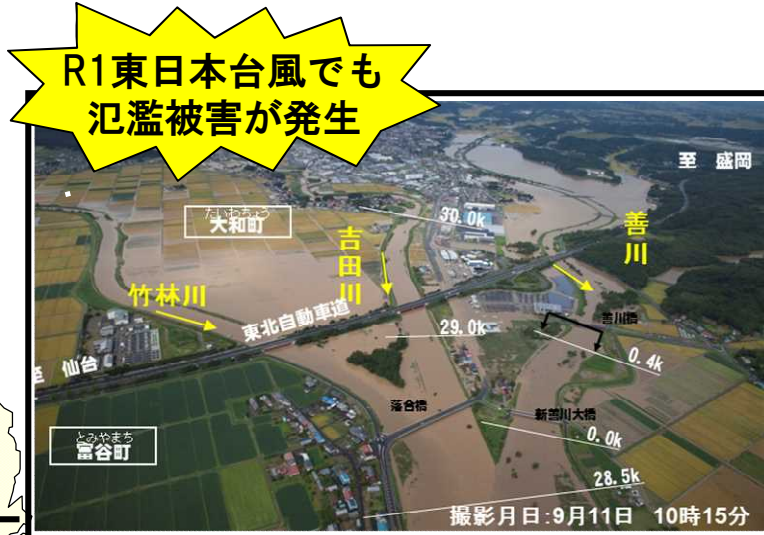 R1東日本台風でも
氾濫被害が発生
至 盛岡
たいわちょう
大和町
30.0k
吉田川
善川
竹林川
東北自動車道
29.0k
善川橋
0.4k
至 仙台
落合橋
新善川大橋
とみやまち
富谷町
0.0k
28.5k
撮影月日:9月11日 10時15分